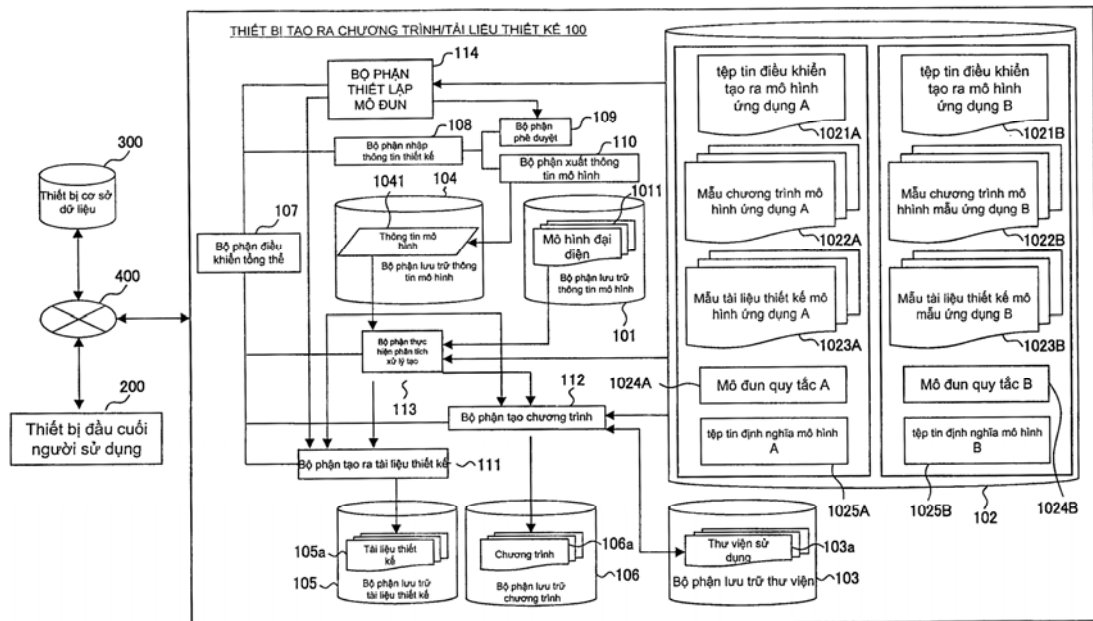 THIẾT BỊ TẠO RA CHƯƠNG TRÌNH/TÀI LIỆU THIẾT KẾ 100
114
BỘ PHẬN
THIẾT LẬP
MÔ ĐUN
108
Bộ phận nhập
thông tin thiết kế
109
Bộ phận
phê duyệt
110
Bộ phận xuất thông
tin mô hình
300
Thiết bị cơ sở
dữ liệu
107
Bộ phận điều
khiển tổng thể
400
200
Thiết bị đầu cuối
người sử dụng
1041
104
Thông tin mô
hình
Bộ phận lưu trữ thông
tin mô hình
1011
Mô hình đại
diện
Bộ phận lưu trữ
thông tin mô hình
101
Bộ phận thực
hiện phân tích
xử lý tạo
113
112
Bộ phận tạo chương trình
Bộ phận tạo ra tài liệu thiết kế
111
105a
Tài liệu thiết
kế
105
Bộ phận lưu trữ
tài liệu thiết kế
106a
Chương trình
Bộ phận lưu trữ
chương trình
106
Thư viện sử
dụng
103a
Bộ phận lưu trữ thư viện
103
tệp tin điều khiển
tạo ra mô hình
ứng dụng A
1021A
Mẫu chương trình mô
hình ứng dụng A
1022A
Mẫu tài liệu thiết kế mô
hình ứng dụng A
1023A
1024A
Mô đun quy tắc A
tệp tin định nghĩa mô hình
A
1025A
tệp tin điều khiển
tạo ra mô hình
ứng dụng B
1021B
Mẫu chương trình mô
hhình mẫu ứng dụng B
1022B
Mẫu tài liệu thiết kế mô
mẫu ứng dụng B
1023B
Mô đun quy tắc B
tệp tin định nghĩa mô hình
B
1025B
102
1024B